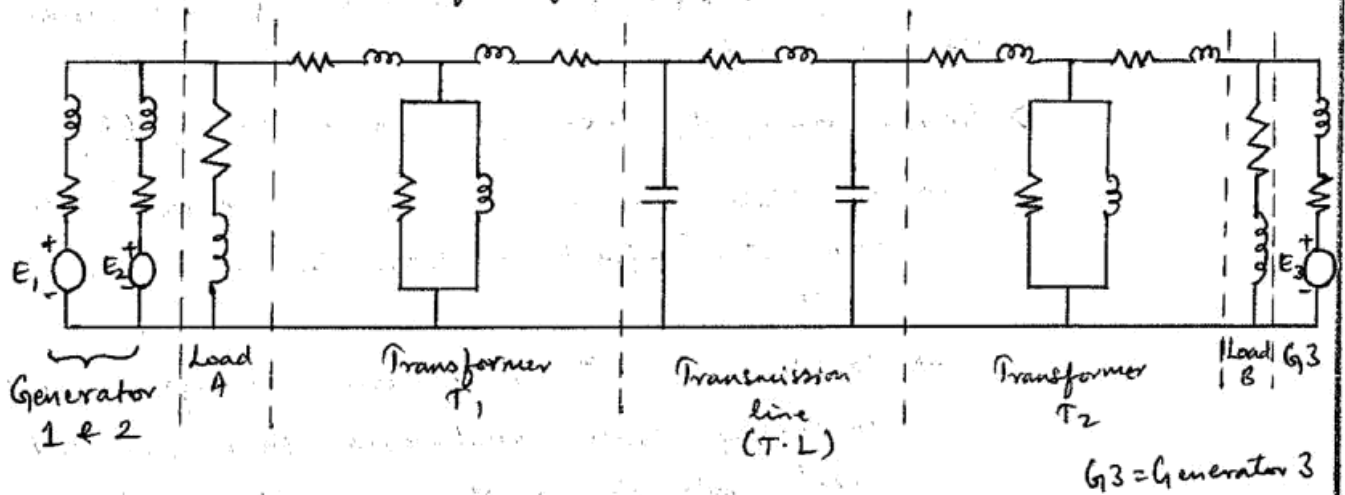 +
E1
-
+
E2
-
+
E3
-
Generator
1 & 2
Load
A
Transformer
T1
Transmission
line
(T.L)
Transformer
T2
Load
B
G3
G3 = Generator 3